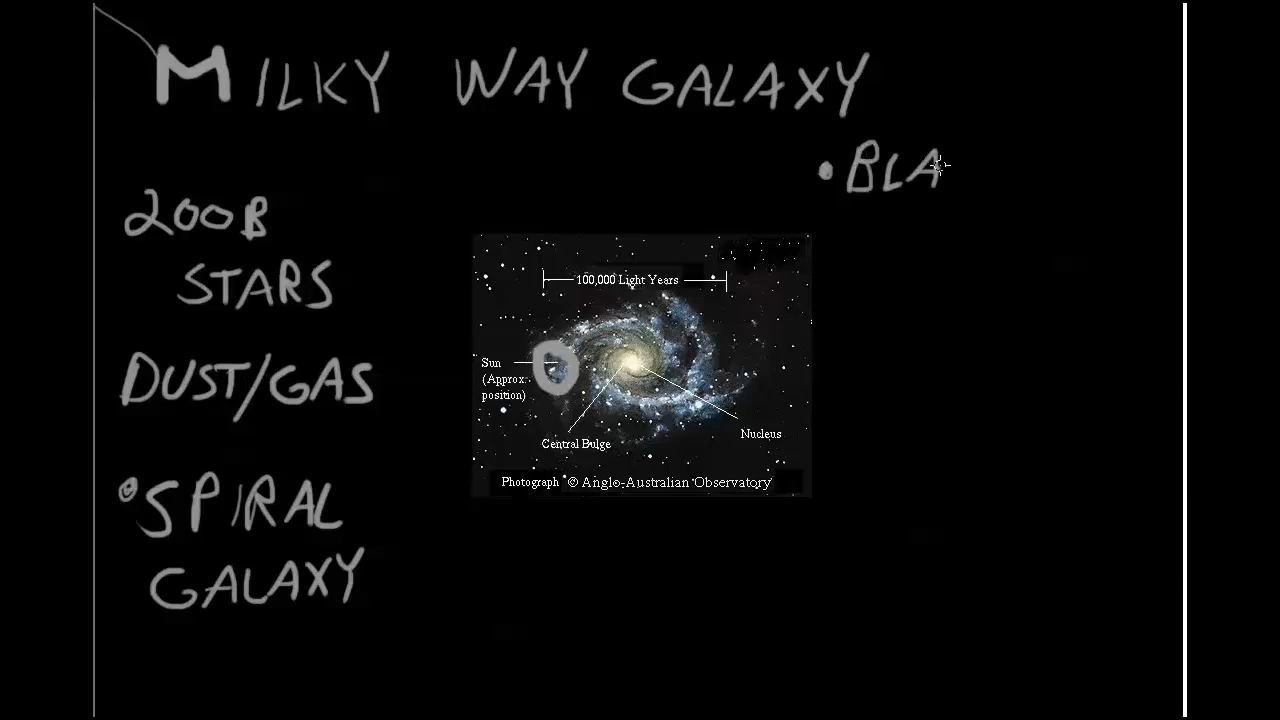 MILKY WAY GALAXY
• BLA
200B
STARS
DUST/GAS
• SPIRAL
GALAXY
100,000 Light Years
Sun
(Approx.
position)
Central Bulge
Nucleus
Photograph © Anglo-Australian Observatory